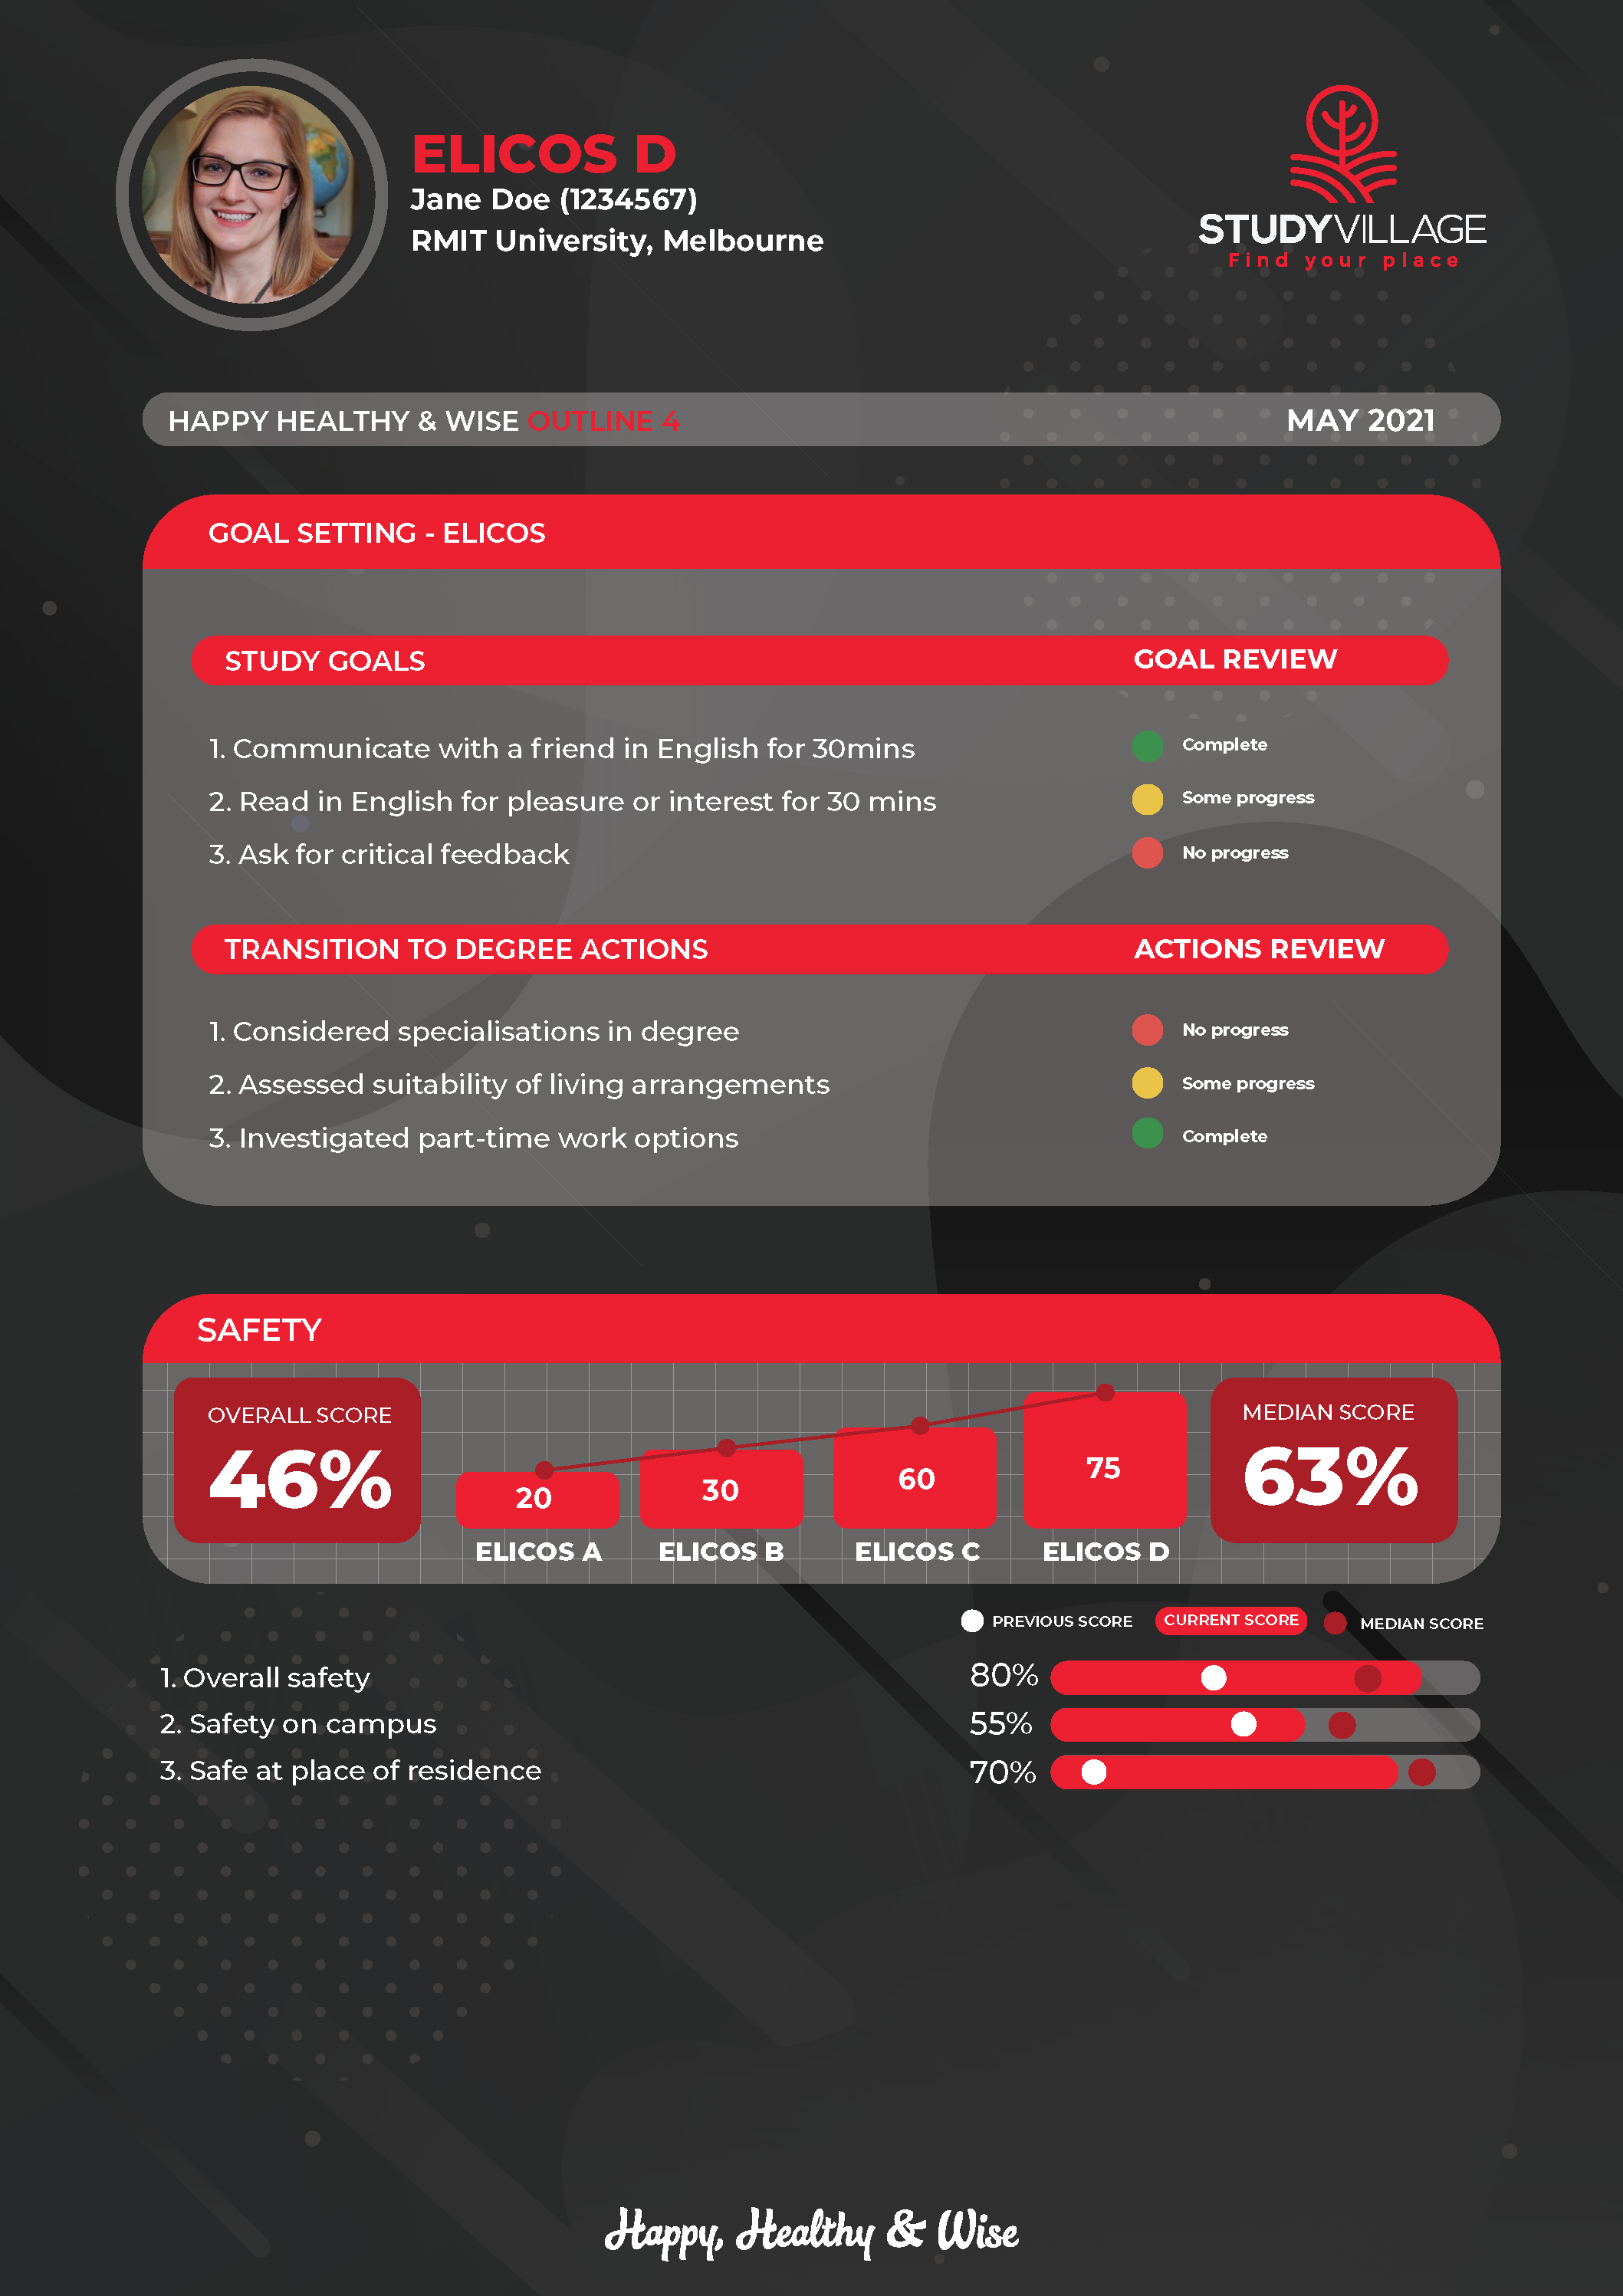 ELICOS D
Jane Doe (1234567)
RMIT University, Melbourne
STUDYVILLAGE
Find your place
HAPPY HEALTHY & WISE OUTLINE 4
MAY 2021
GOAL SETTING - ELICOS
STUDY GOALS
GOAL REVIEW
1. Communicate with a friend in English for 30mins
Complete
2. Read in English for pleasure or interest for 30 mins
Some progress
3. Ask for critical feedback
No progress
TRANSITION TO DEGREE ACTIONS
ACTIONS REVIEW
1. Considered specialisations in degree
No progress
2. Assessed suitability of living arrangements
Some progress
3. Investigated part-time work options
Complete
SAFETY
OVERALL SCORE
46%
20
30
60
75
ELICOS A
ELICOS B
ELICOS C
ELICOS D
MEDIAN SCORE
63%
PREVIOUS SCORE
CURRENT SCORE
MEDIAN SCORE
1. Overall safety
80%
2. Safety on campus
55%
3. Safe at place of residence
70%
Happy, Healthy & Wise